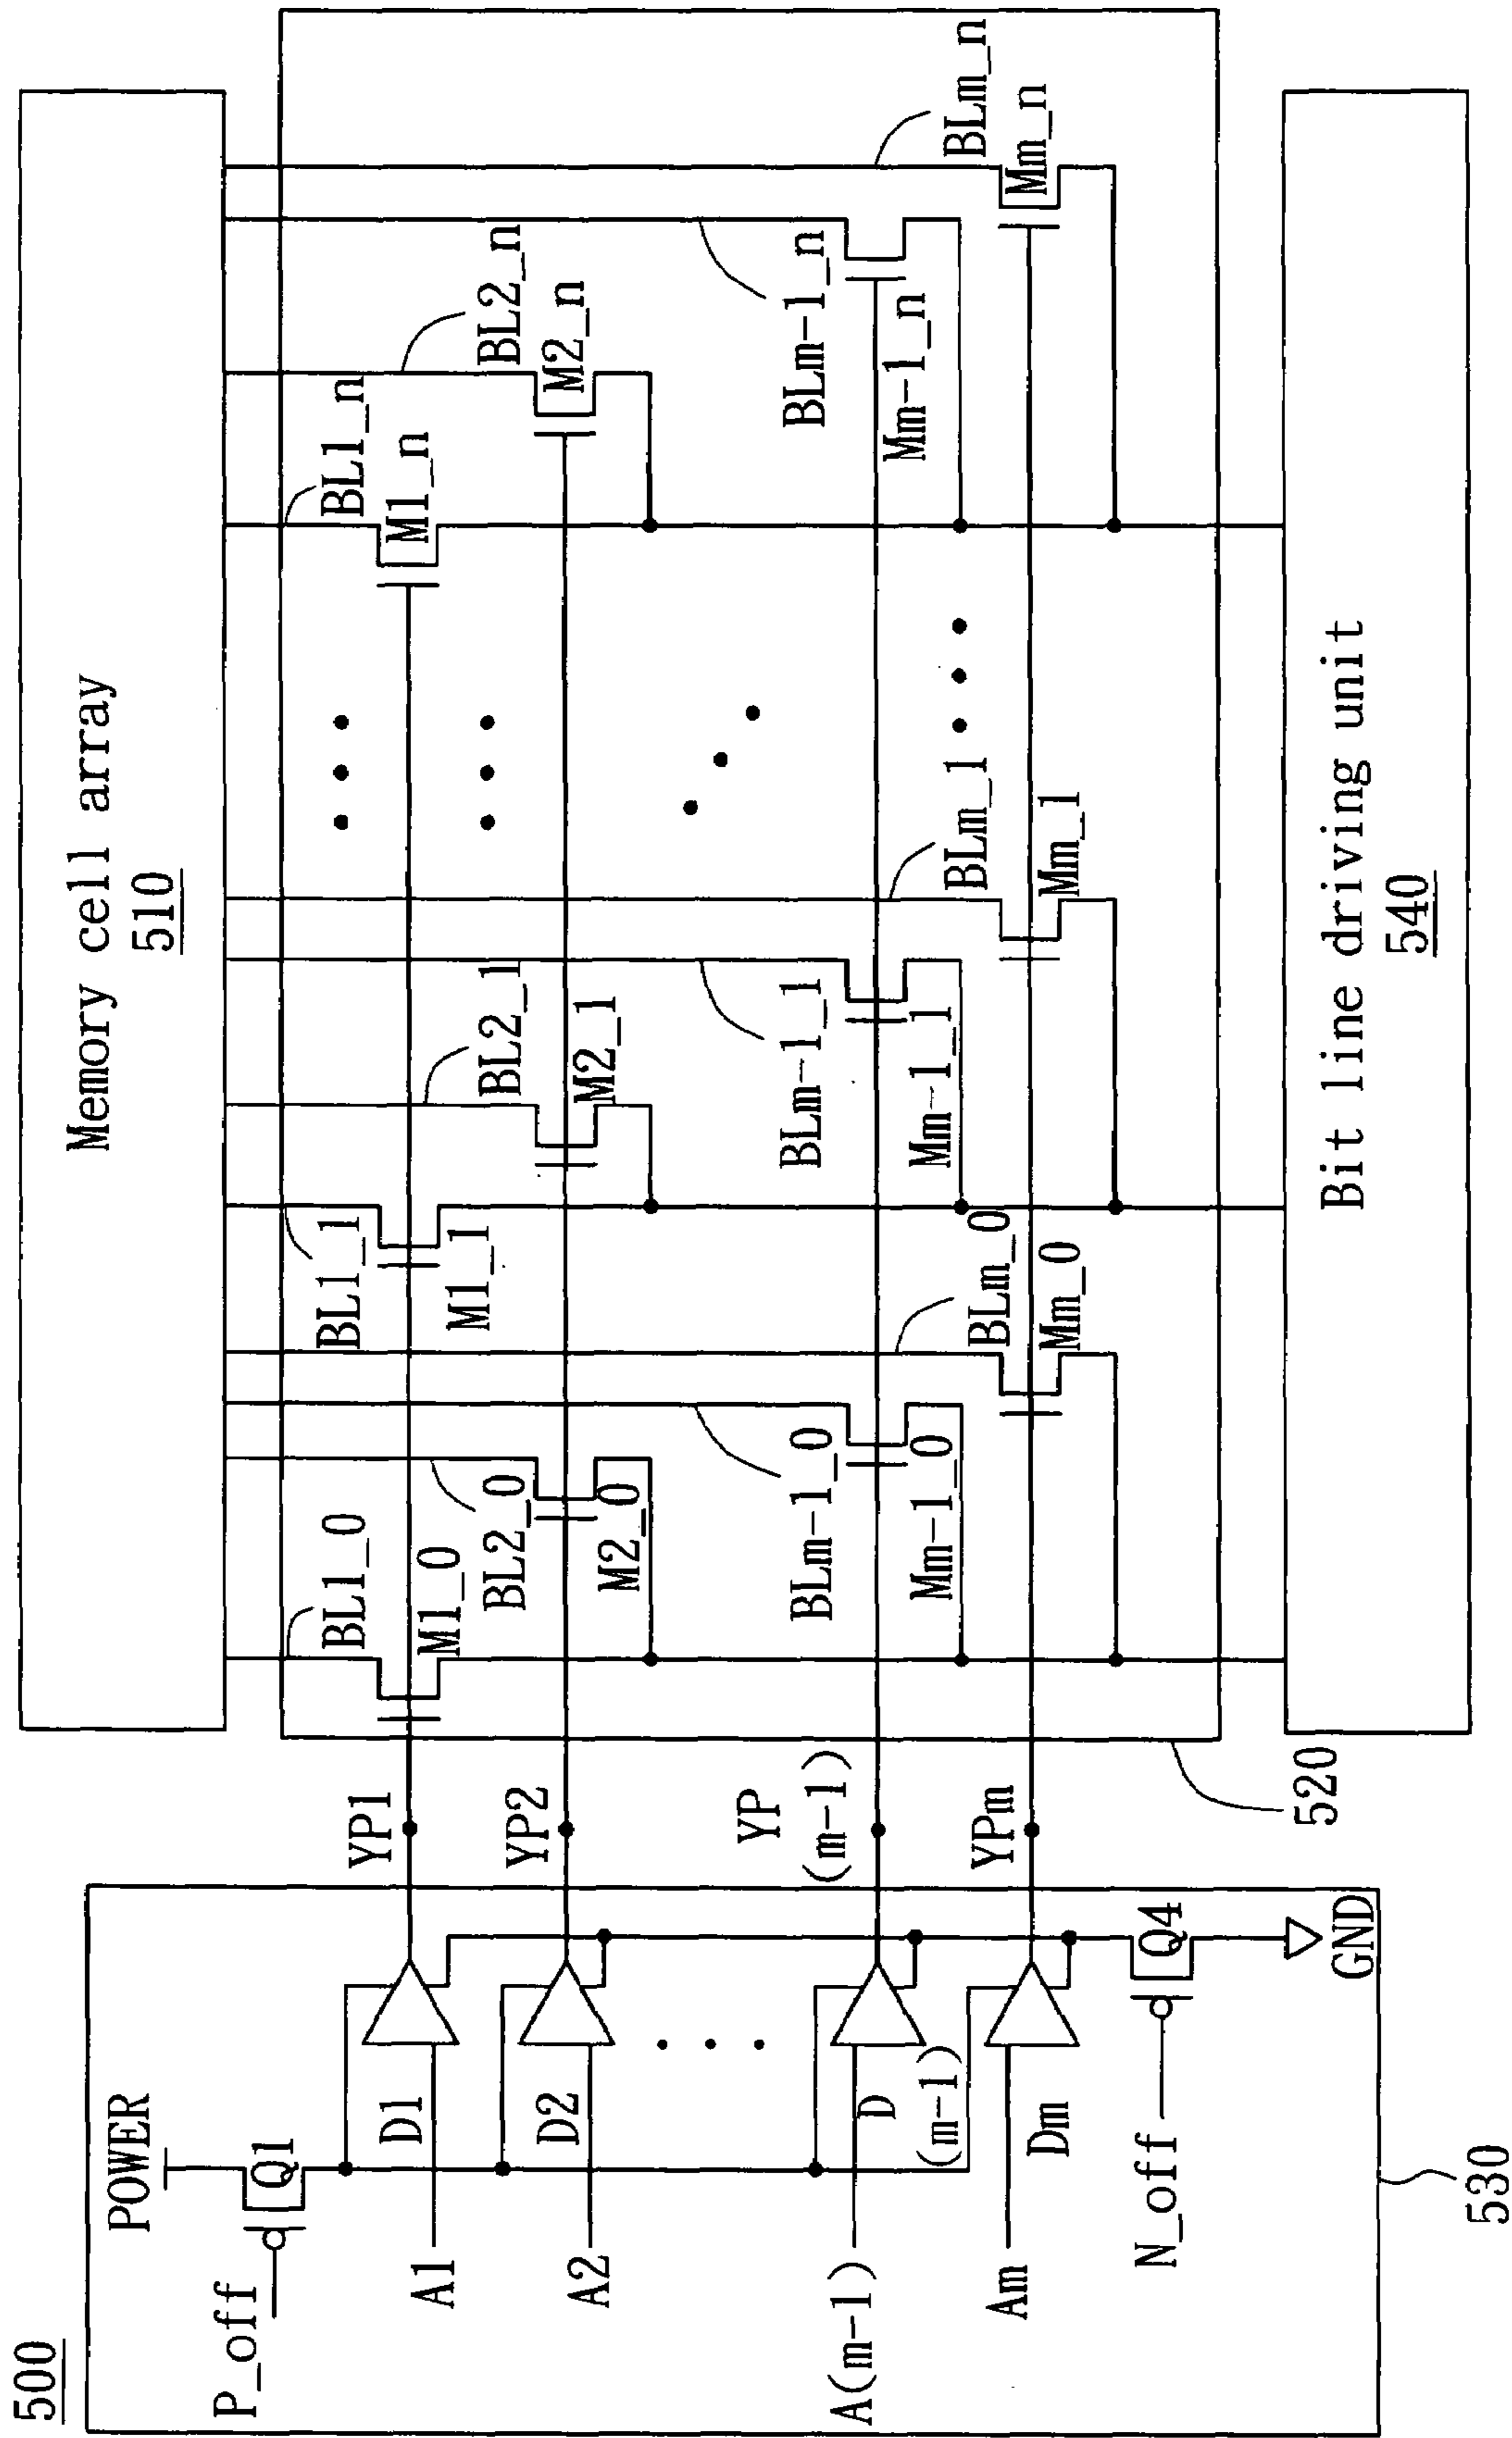 500
Memory cell array
510
BL1_0
BL1_1
BL1_n
M1_0
M1_1
M1_n
BL2_0
BL2_1
BL2_n
M2_0
M2_1
M2_n
BLm-1_0
BLm-1_1
BLm-1_n
Mm-1_0
Mm-1_1
Mm-1_n
BLm_0
BLm_1
BLm_n
Mm_0
Mm_1
Mm_n
YP1
YP2
YP
(m-1)
YPm
520
POWER
P_off
Q1
D1
A1
D2
A2
D
(m-1)
A(m-1)
Dm
Am
N_off
Q4
GND
530
Bit line driving unit
540